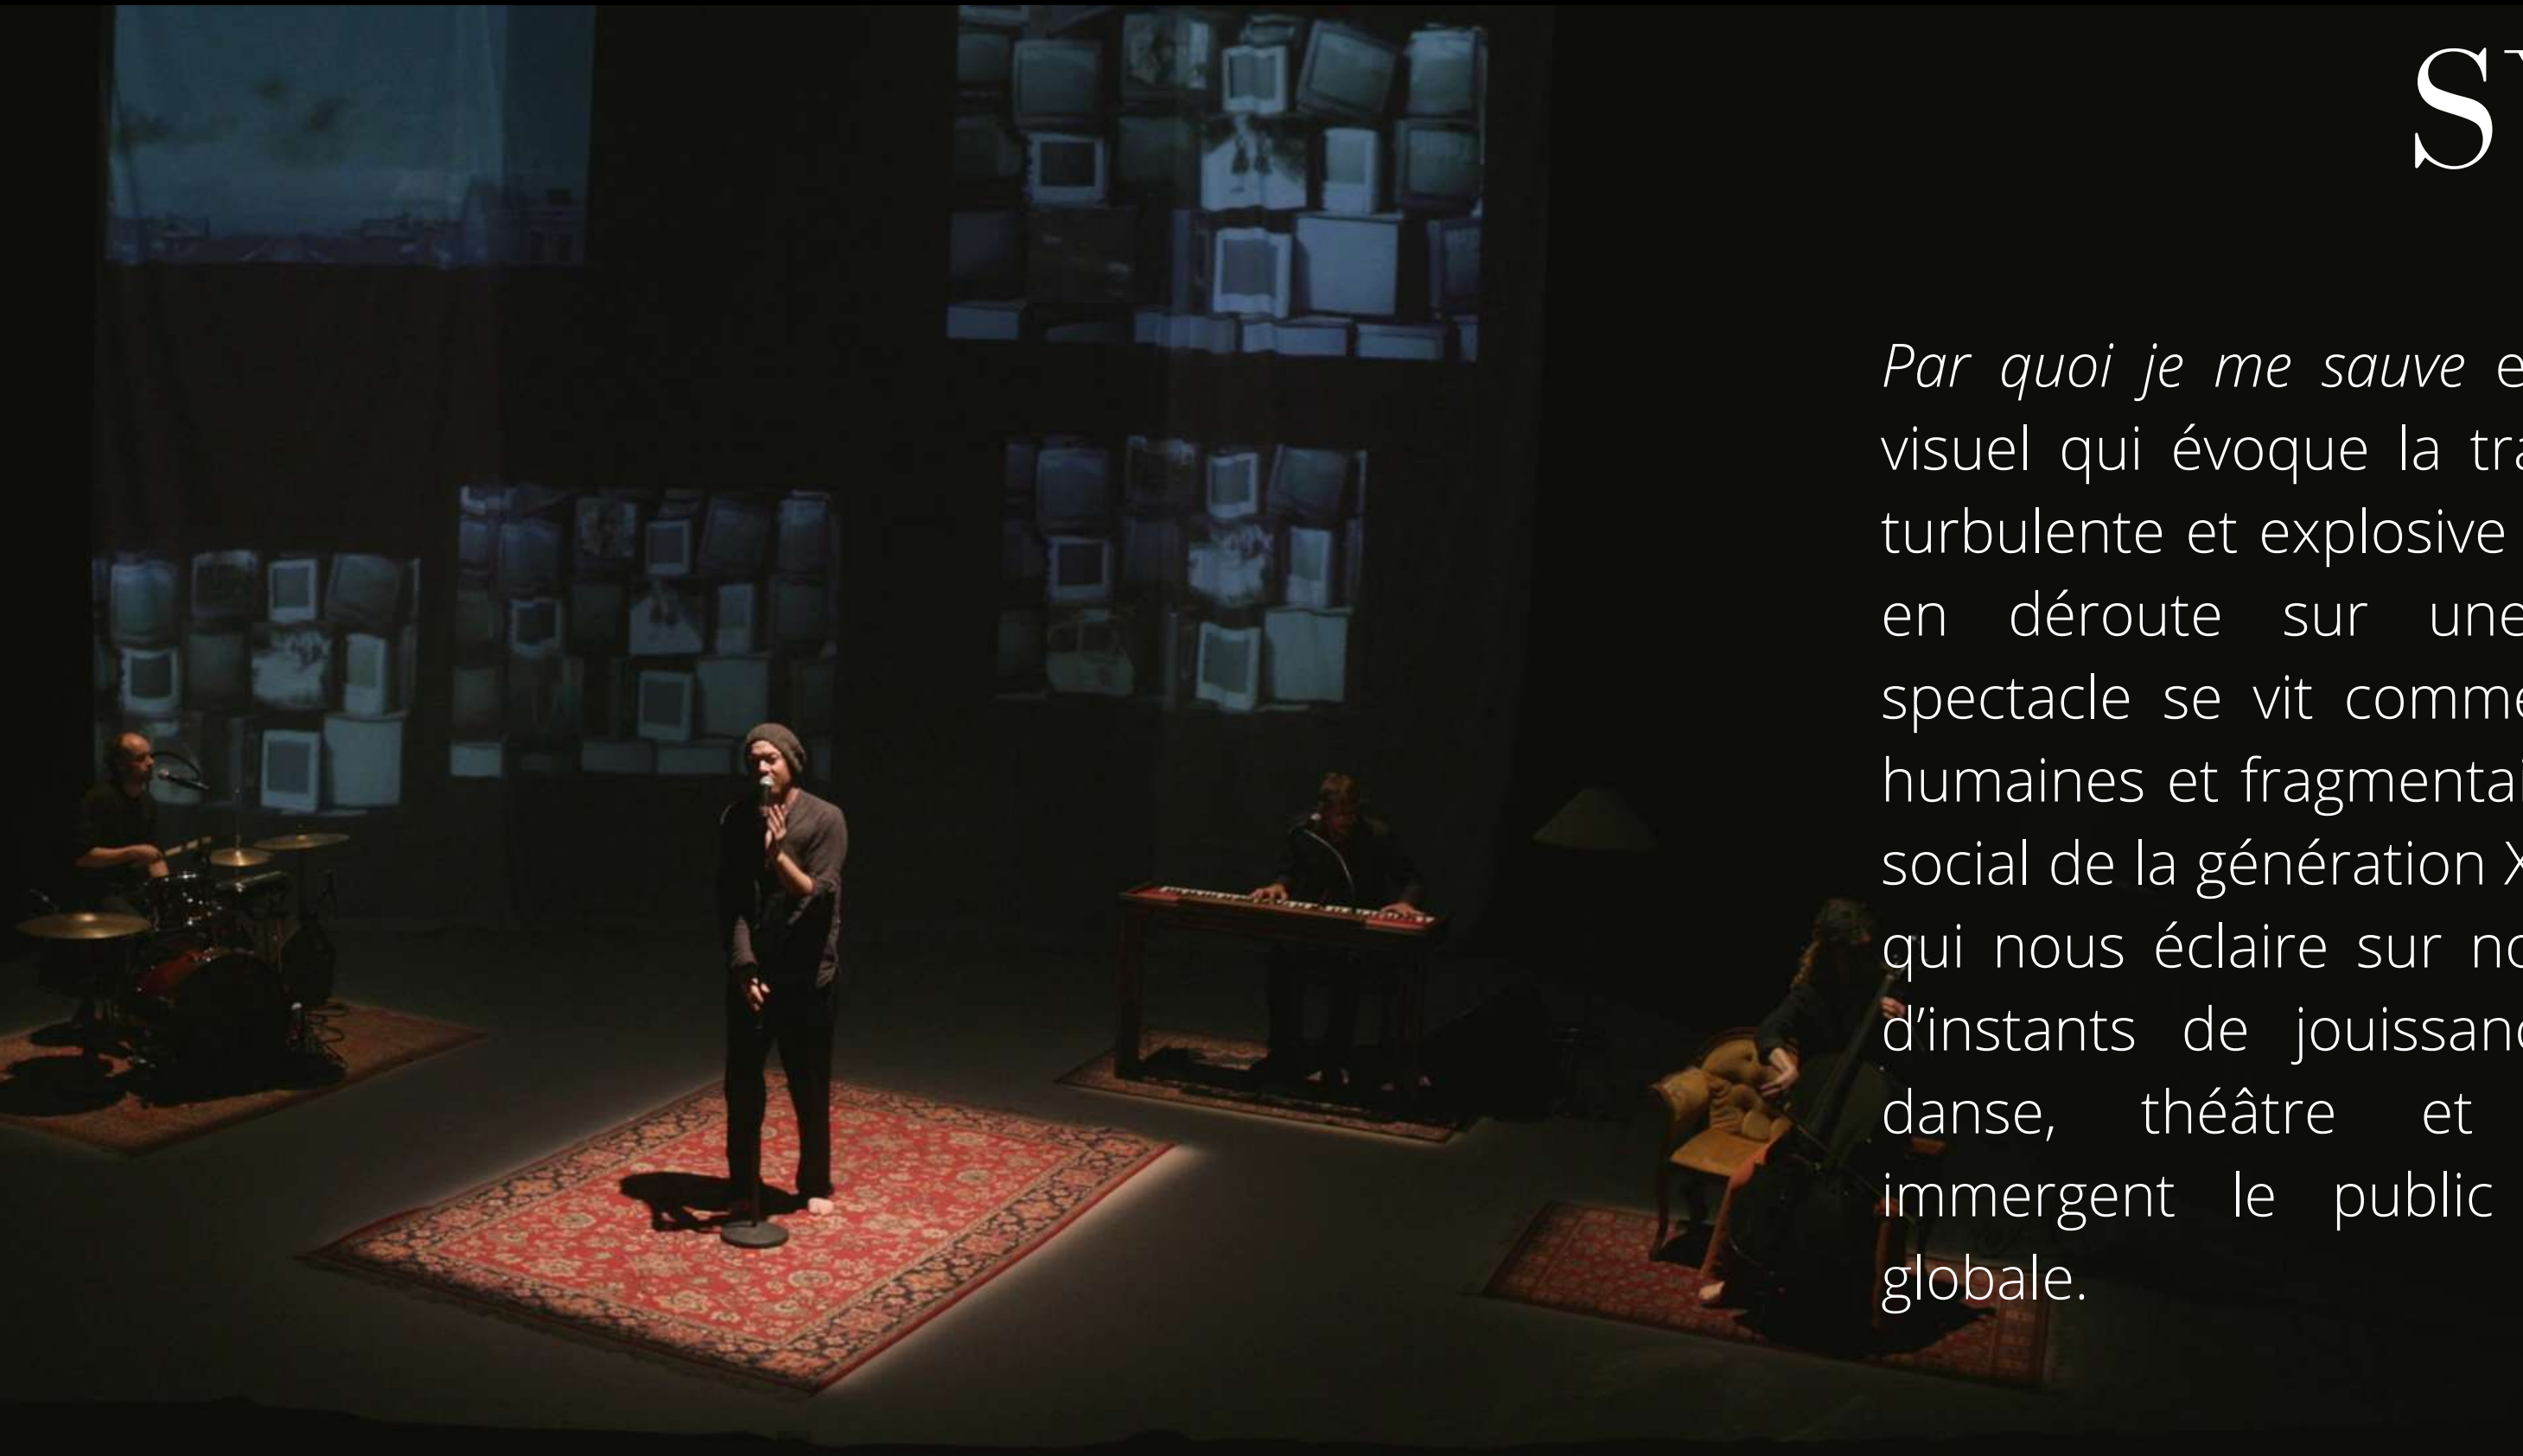 SY
Par quoi je me sauve e
visuel qui évoque la tra
turbulente et explosive
en déroute sur une
spectacle se vit comme
humaines et fragmentai
social de la génération X
qui nous éclaire sur no
d’instants de jouissanc
danse, théâtre et
immergent le public
globale.